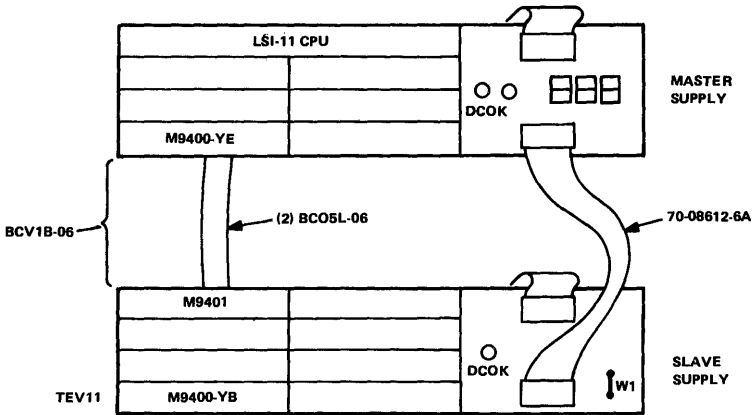 LSI-11 CPU
DCOK
MASTER
SUPPLY
M9400-YE
BCV1B-06
(2) BC05L-06
70-08612-6A
M9401
DCOK
W1
SLAVE
SUPPLY
TEV11
M9400-YB